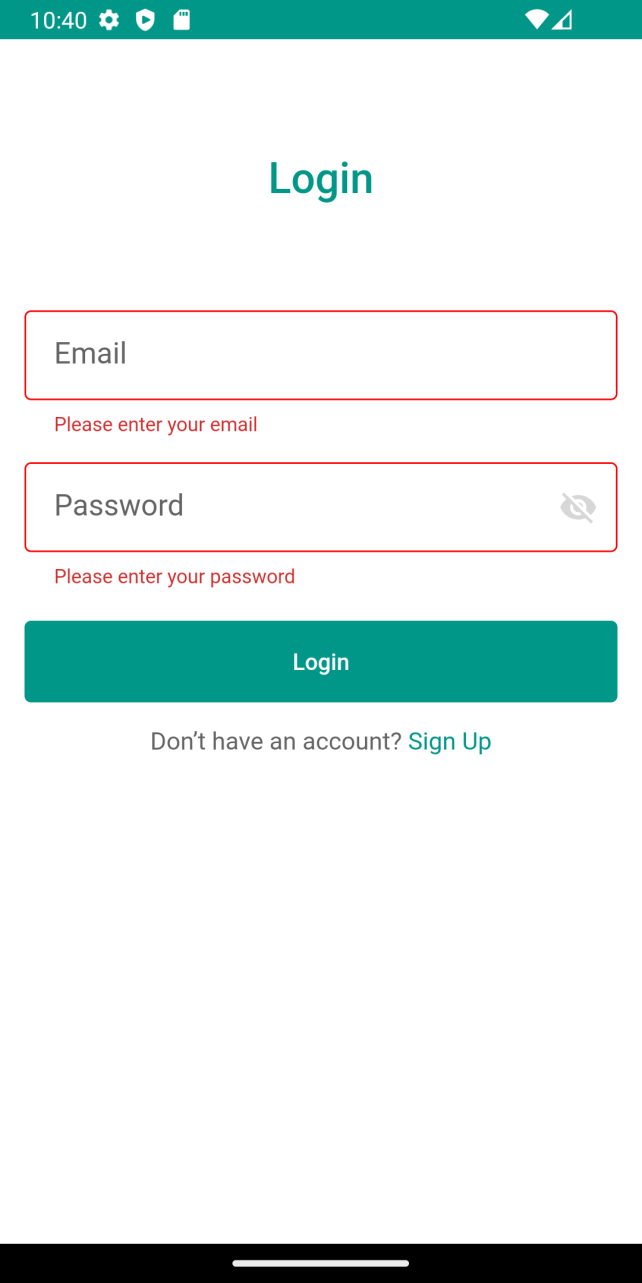 10:40
Login
Email
Please enter your email
Password
Please enter your password
Login
Don’t have an account? Sign Up